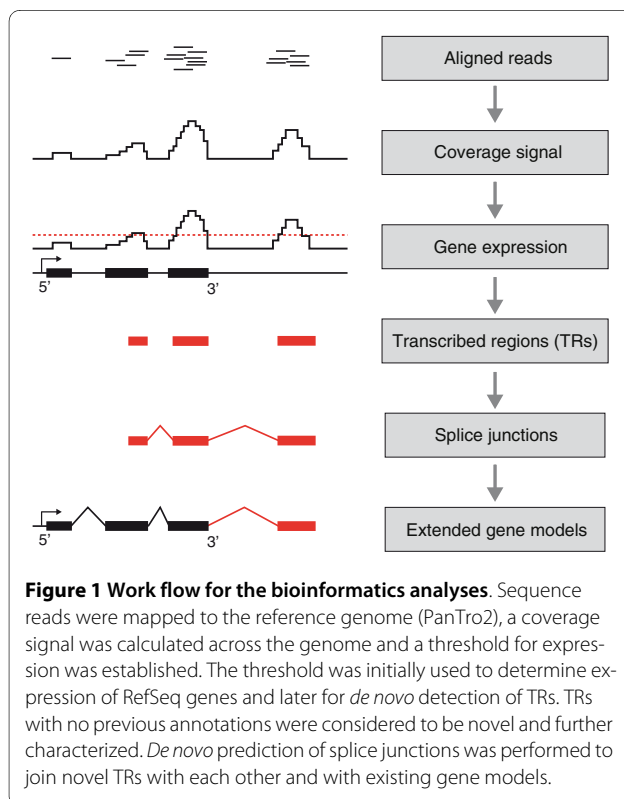 Aligned reads
Coverage signal
Gene expression
5’ 3’
Transcribed regions (TRs)
Splice junctions
Extended gene models
5’ 3’
Figure 1 Work flow for the bioinformatics analyses. Sequence
reads were mapped to the reference genome (PanTro2), a coverage
signal was calculated across the genome and a threshold for expres-
sion was established. The threshold was initially used to determine ex-
pression of RefSeq genes and later for de novo detection of TRs. TRs
with no previous annotations were considered to be novel and further
characterized. De novo prediction of splice junctions was performed to
join novel TRs with each other and with existing gene models.